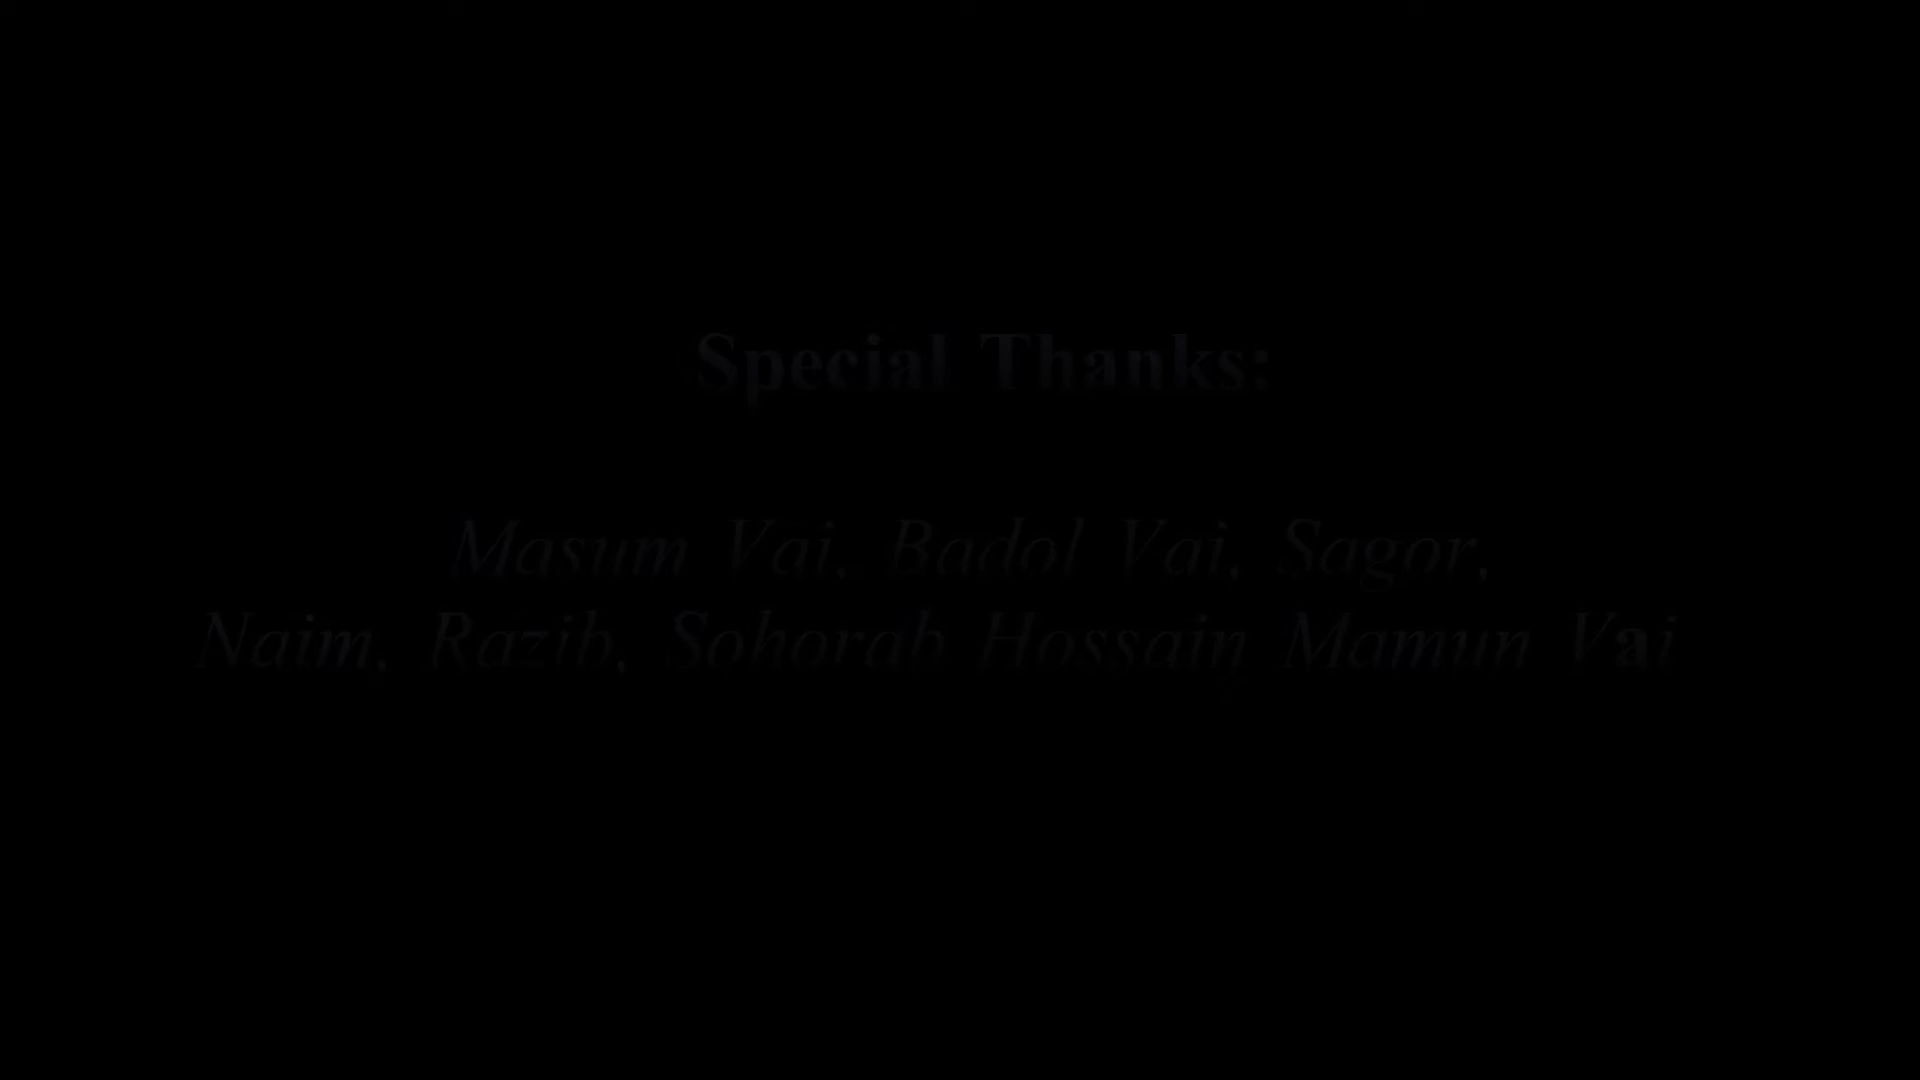 Special Thanks:
Masum Vai, Badol Vai, Sagor,
Naim, Razib, Sohorab Hossain, Mamun Vai